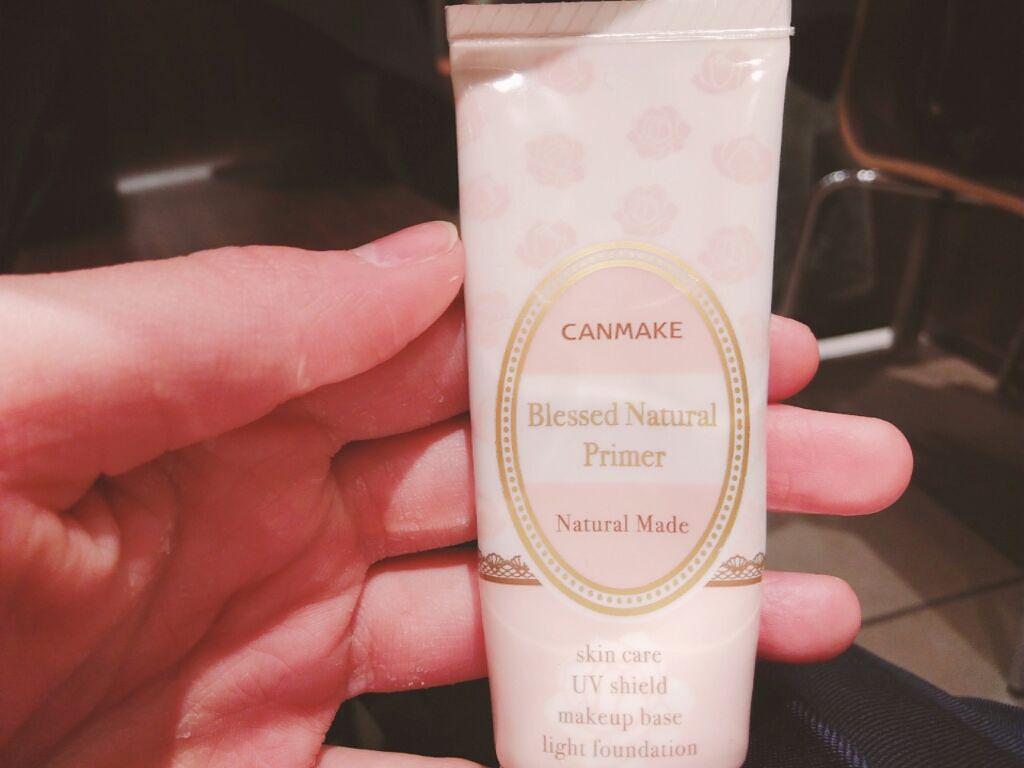 CANMAKE
Blessed Natural
Primer
Natural Made
skin care
UV shield
makeup base
light foundation